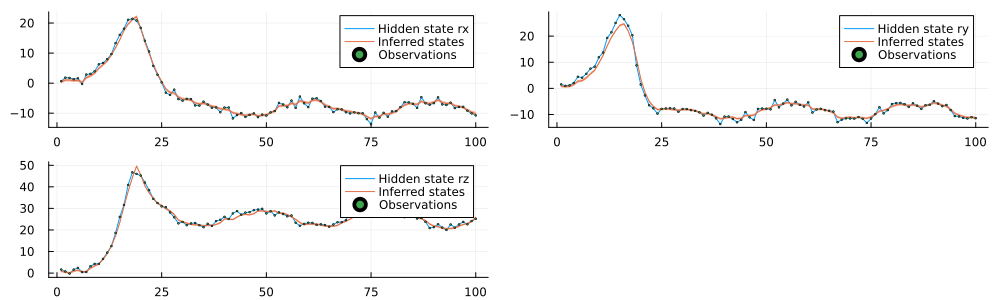 20
10
0
−10
Hidden state rx
Inferred states
Observations
0 25 50 75 100
20
10
0
−10
Hidden state ry
Inferred states
Observations
0 25 50 75 100
50
40
30
20
10
0
Hidden state rz
Inferred states
Observations
0 25 50 75 100